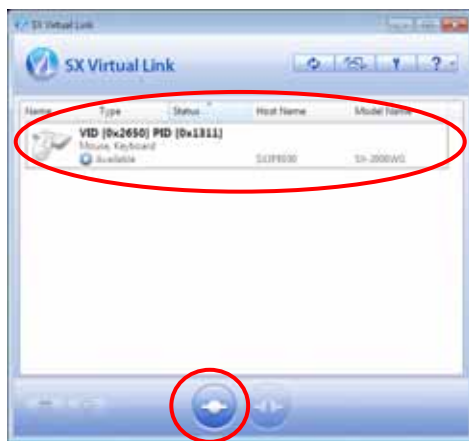 SX Virtual Link
SX Virtual Link
?
Name Type Status Host Name Model Name
VID (0x2650) PID (0x1311)
Mouse, Keyboard
Available SX-2000WG